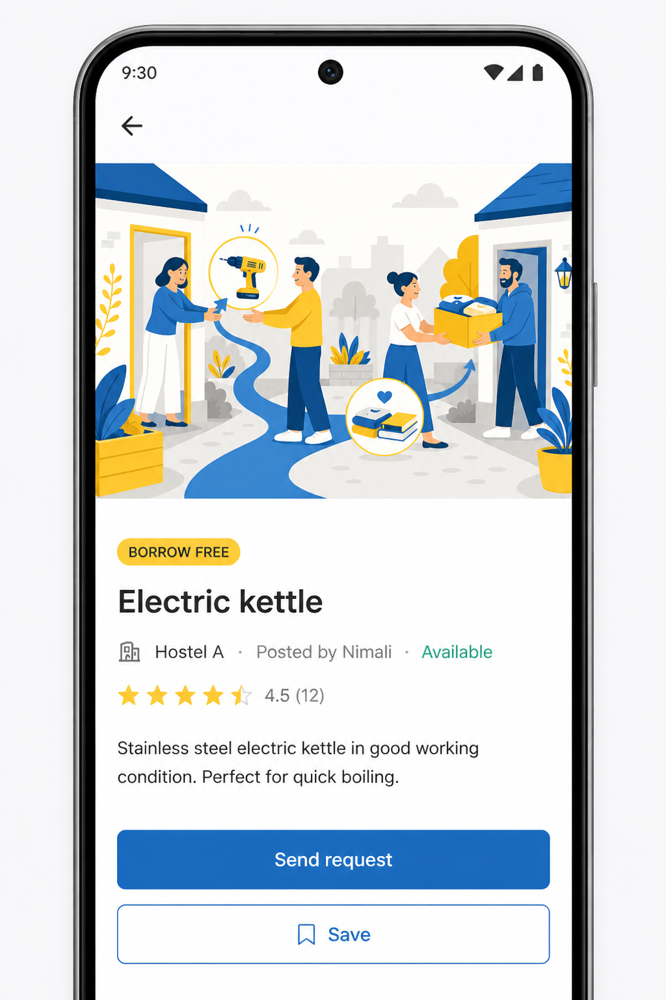 9:30
BORROW FREE
Electric kettle
Hostel A · Posted by Nimali · Available
4.5 (12)
Stainless steel electric kettle in good working
condition. Perfect for quick boiling.
Send request
Save